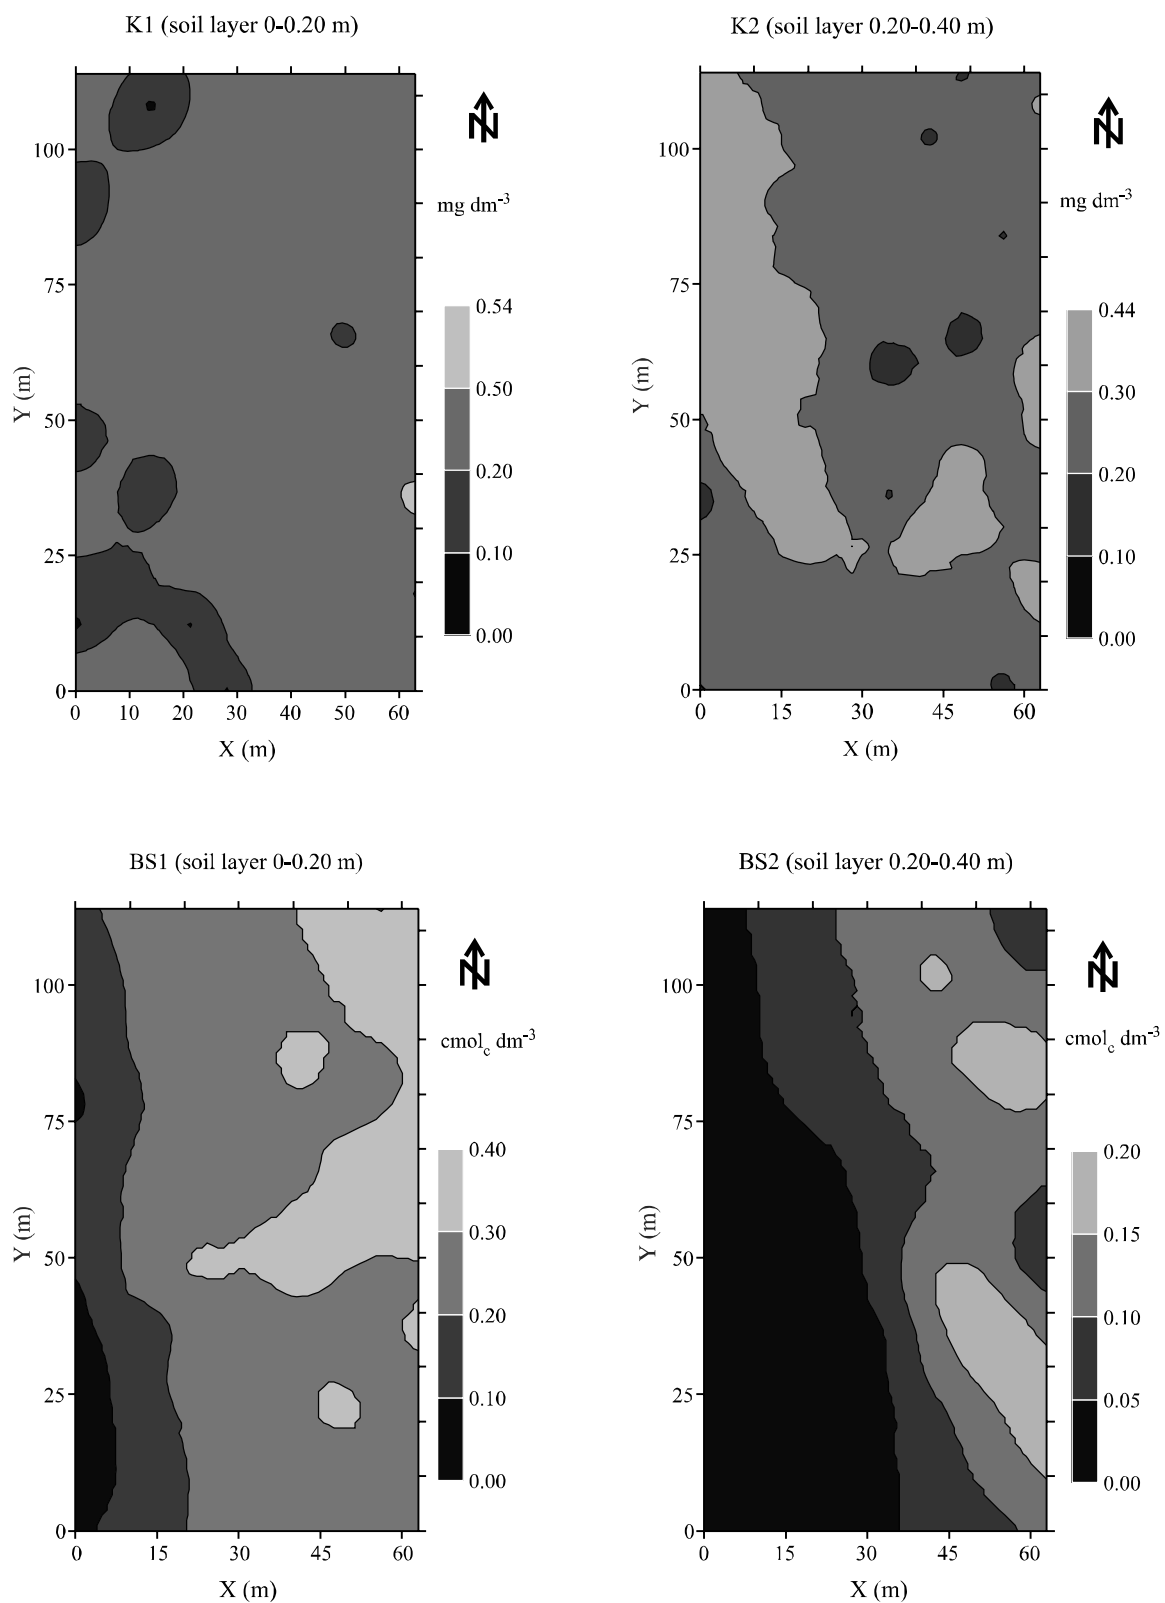 K1 (soil layer 0-0.20 m)
K2 (soil layer 0.20-0.40 m)
N
mg dm-3
0.54
0.50
0.20
0.10
0.00
100
75
50
25
0
Y (m)
0 10 20 30 40 50 60
X (m)
N
mg dm-3
0.44
0.30
0.20
0.10
0.00
100
75
50
25
0
Y (m)
0 15 30 45 60
X (m)
BS1 (soil layer 0-0.20 m)
BS2 (soil layer 0.20-0.40 m)
N
cmolc dm-3
0.40
0.30
0.20
0.10
0.00
100
75
50
25
0
Y (m)
0 15 30 45 60
X (m)
N
cmolc dm-3
0.20
0.15
0.10
0.05
0.00
100
75
50
25
0
Y (m)
0 15 30 45 60
X (m)